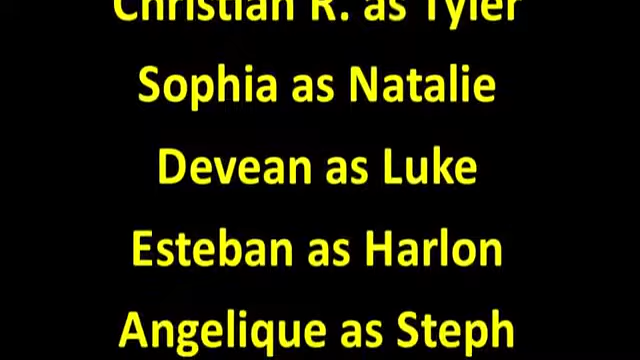 Christian R. as Tyler
Sophia as Natalie
Devean as Luke
Esteban as Harlon
Angelique as Steph